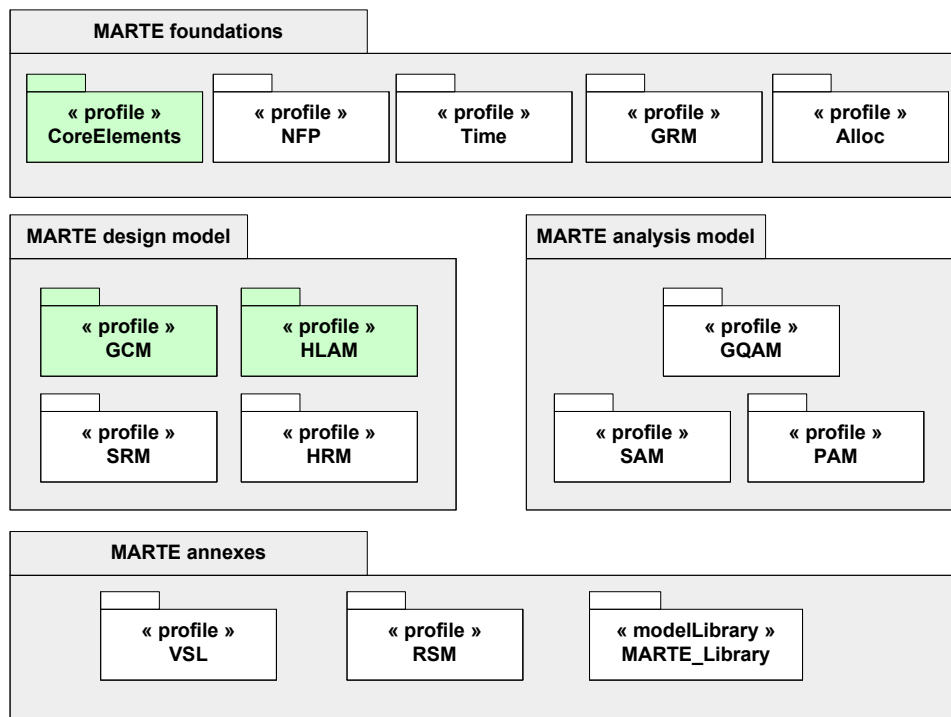 MARTE foundations
« profile »
CoreElements
« profile »
NFP
« profile »
Time
« profile »
GRM
« profile »
Alloc
MARTE design model
« profile »
GCM
« profile »
HLAM
« profile »
SRM
« profile »
HRM
MARTE analysis model
« profile »
GQAM
« profile »
SAM
« profile »
PAM
MARTE annexes
« profile »
VSL
« profile »
RSM
« modelLibrary »
MARTE_Library